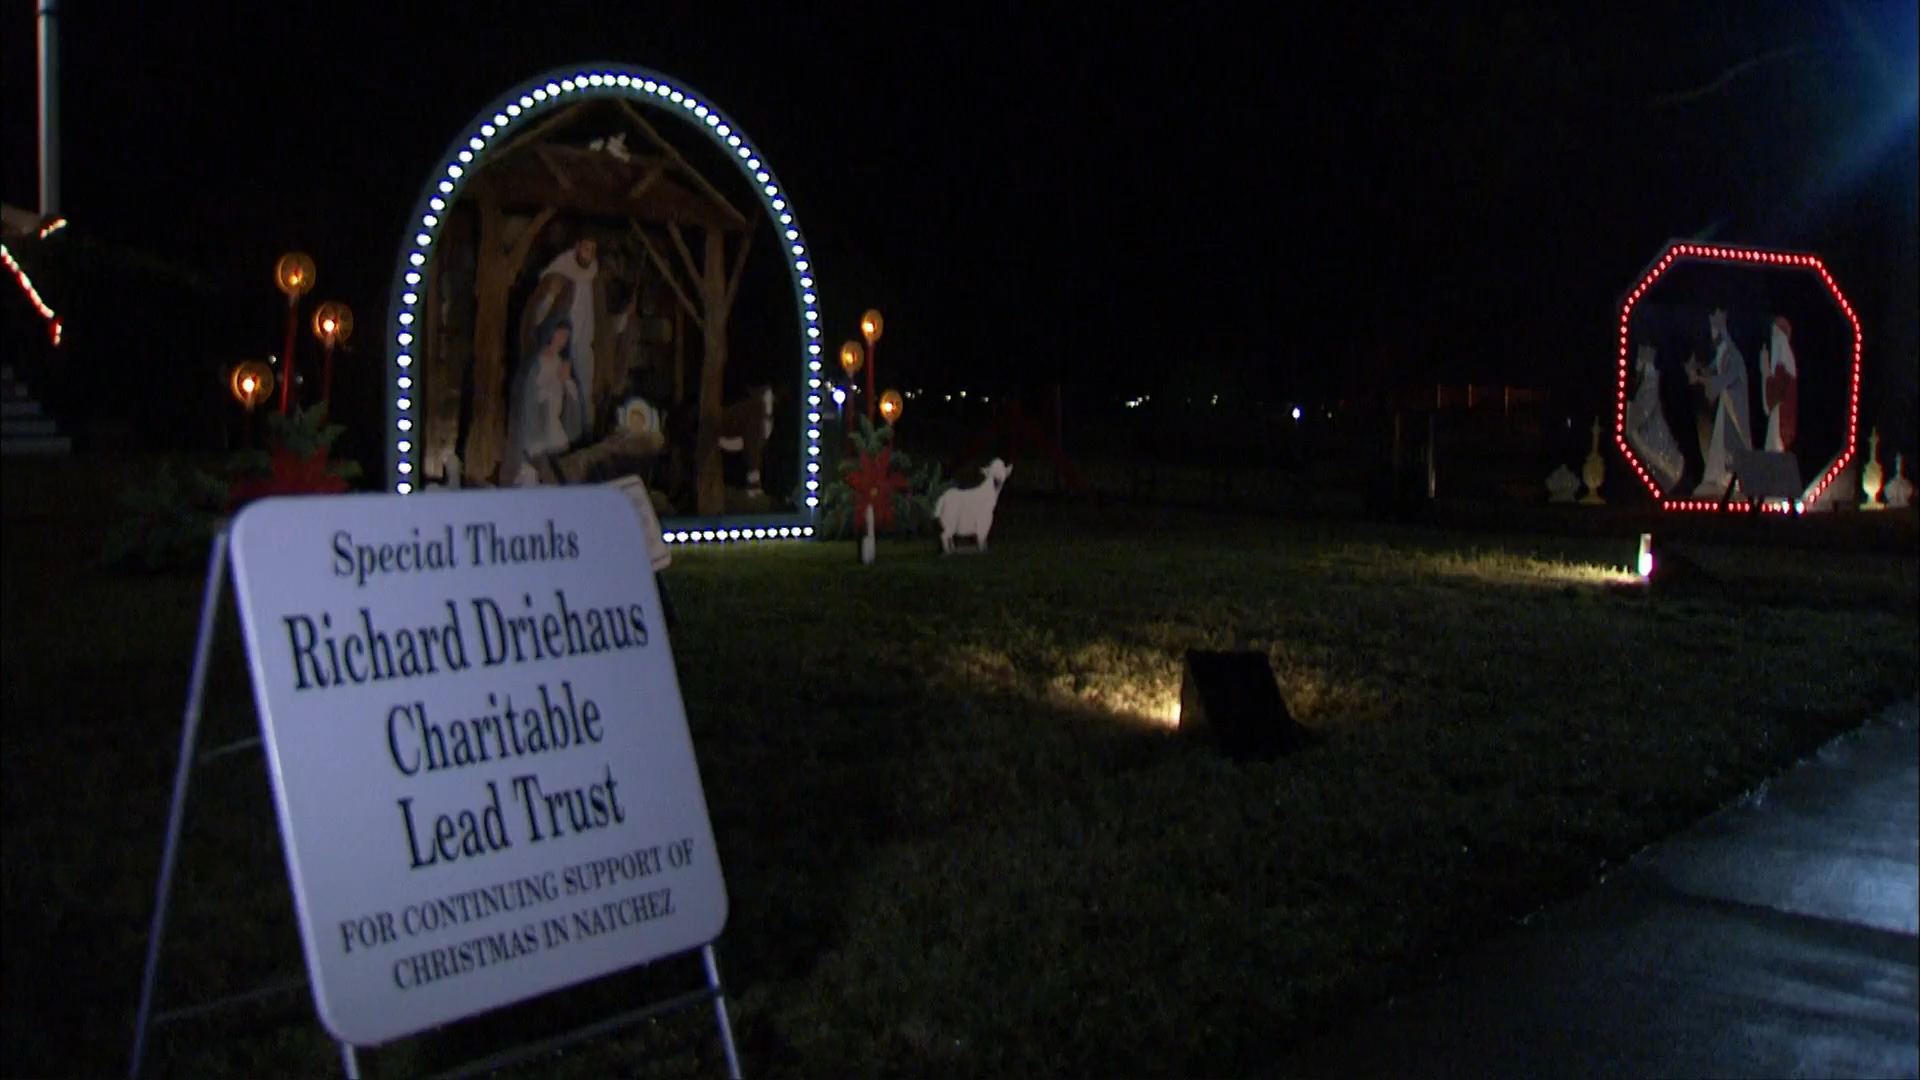 Special Thanks
Richard Driehaus
Charitable
Lead Trust
FOR CONTINUING SUPPORT OF
CHRISTMAS IN NATCHEZ